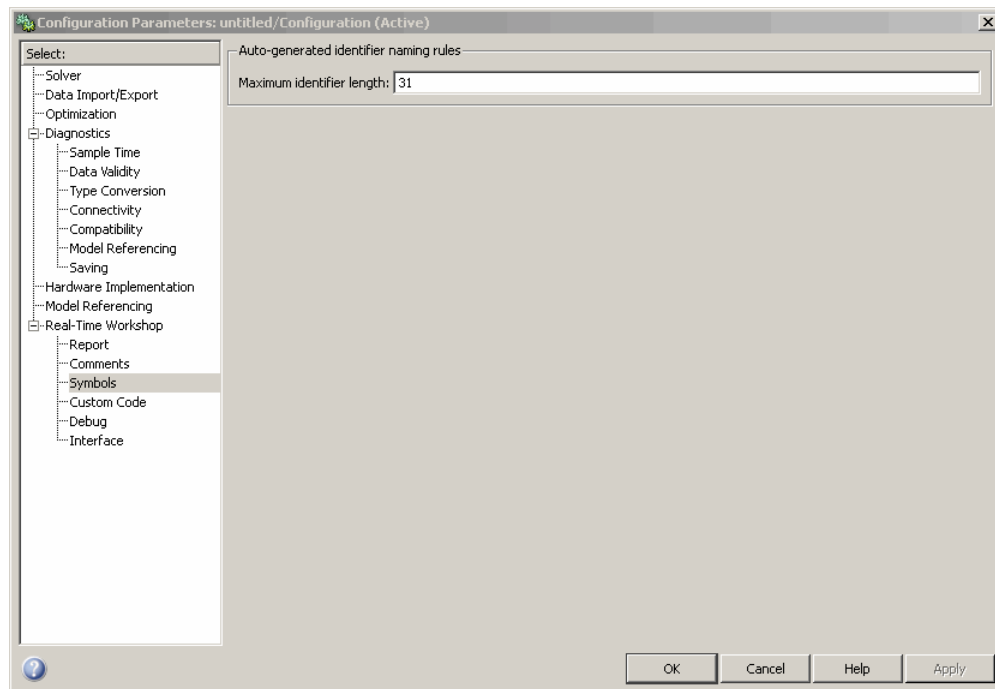 Configuration Parameters: untitled/Configuration (Active)
Select:
Solver
Data Import/Export
Optimization
Diagnostics
Sample Time
Data Validity
Type Conversion
Connectivity
Compatibility
Model Referencing
Saving
Hardware Implementation
Model Referencing
Real-Time Workshop
Report
Comments
Symbols
Custom Code
Debug
Interface
Auto-generated identifier naming rules
Maximum identifier length: 31
OK Cancel Help Apply